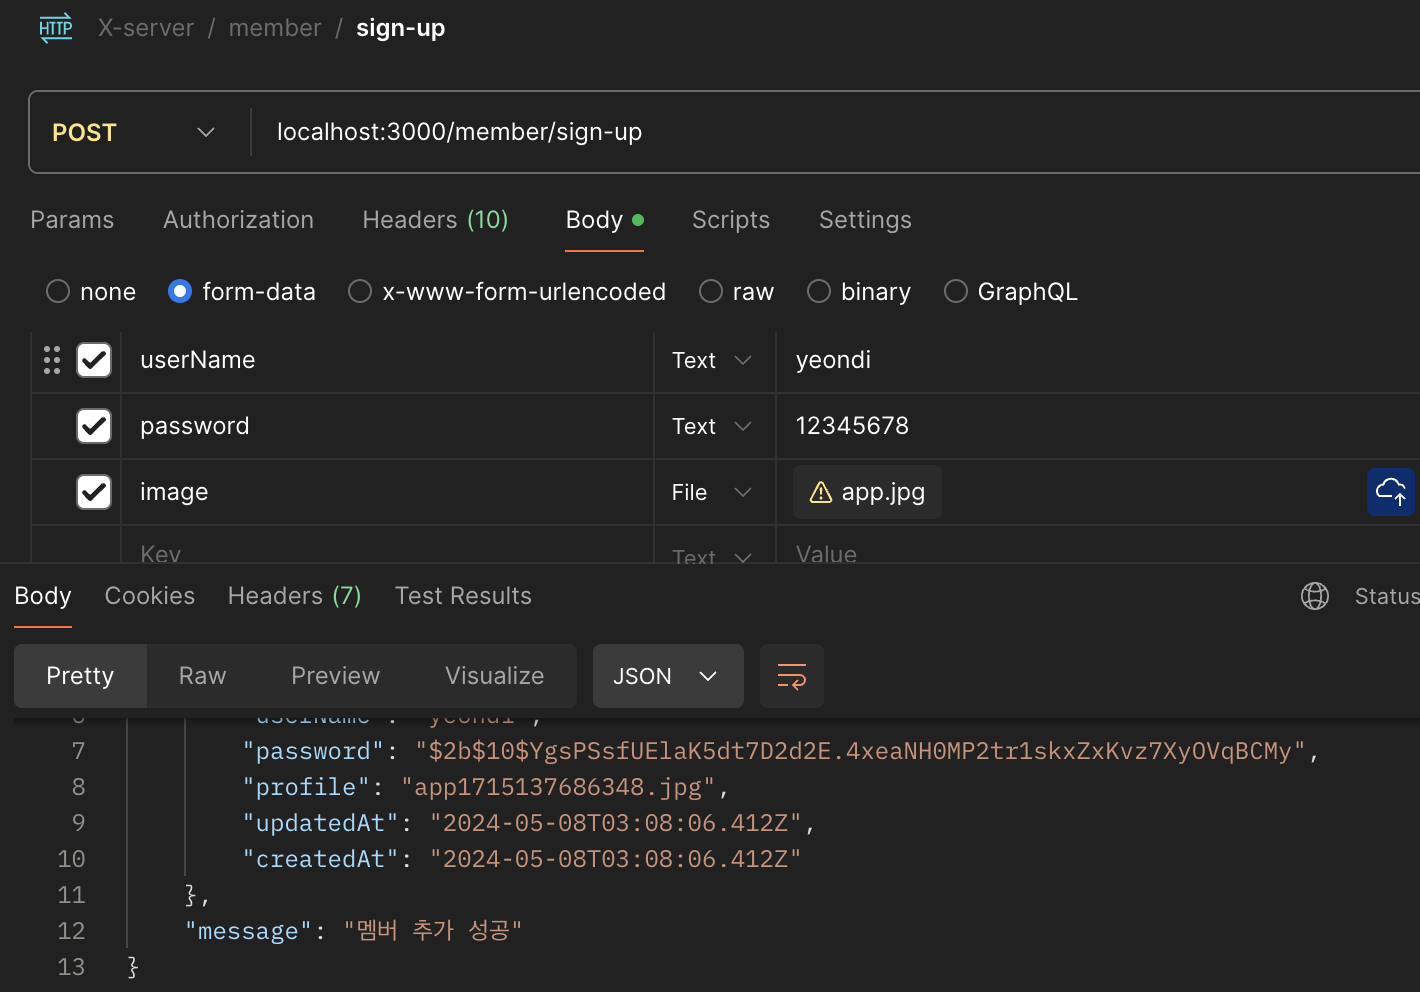 HTTP X-server / member / sign-up
POST localhost:3000/member/sign-up
Params Authorization Headers (10) Body Scripts Settings
none form-data x-www-form-urlencoded raw binary GraphQL
userName Text yeondi
password Text 12345678
image File app.jpg
Key Text Value
Body Cookies Headers (7) Test Results Status
Pretty Raw Preview Visualize JSON
6 "userName": "yeondi",
7 "password": "$2b$10$YgsPSsfUElaK5dt7D2d2E.4xeaNH0MP2tr1skxZxKvz7XyOVqBCMy",
8 "profile": "app1715137686348.jpg",
9 "updatedAt": "2024-05-08T03:08:06.412Z",
10 "createdAt": "2024-05-08T03:08:06.412Z"
11 },
12 "message": "멤버 추가 성공"
13 }